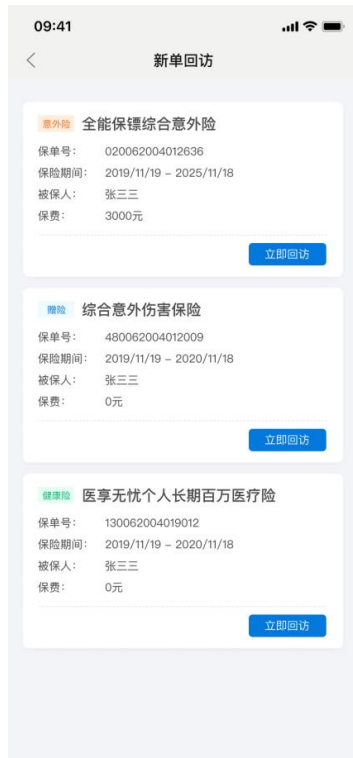 09:41
新单回访
意外险 全能保镖综合意外险
保单号： 020062004012636
保险期间： 2019/11/19 – 2025/11/18
被保人： 张三三
保费： 3000元
立即回访
赠险 综合意外伤害保险
保单号： 480062004012009
保险期间： 2019/11/19 – 2020/11/18
被保人： 张三三
保费： 0元
立即回访
健康险 医享无忧个人长期百万医疗险
保单号： 130062004019012
保险期间： 2019/11/19 – 2020/11/18
被保人： 张三三
保费： 0元
立即回访